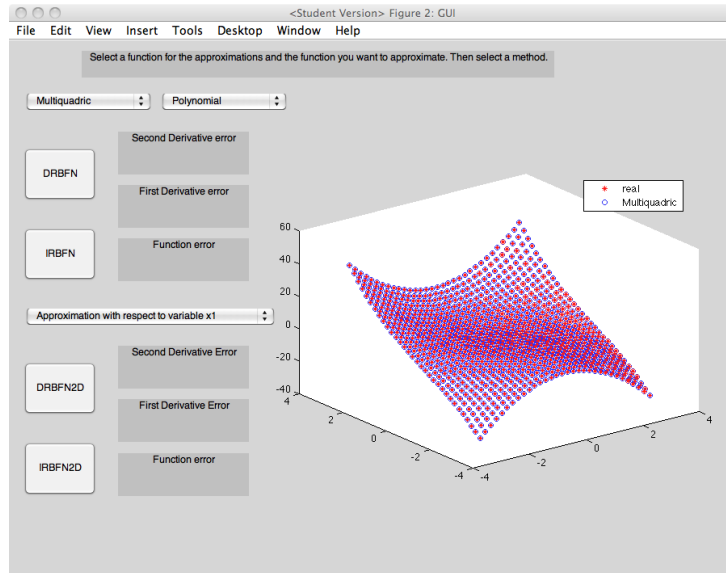 <Student Version> Figure 2: GUI
File Edit View Insert Tools Desktop Window Help
Select a function for the approximations and the function you want to approximate. Then select a method.
Multiquadric Polynomial
Second Derivative error
DRBFN
First Derivative error
IRBFN
Function error
Approximation with respect to variable x1
Second Derivative Error
DRBFN2D
First Derivative Error
IRBFN2D
Function error
real
Multiquadric
60
40
20
0
-20
-40
4
2
0
-2
-4
-4
-2
0
2
4